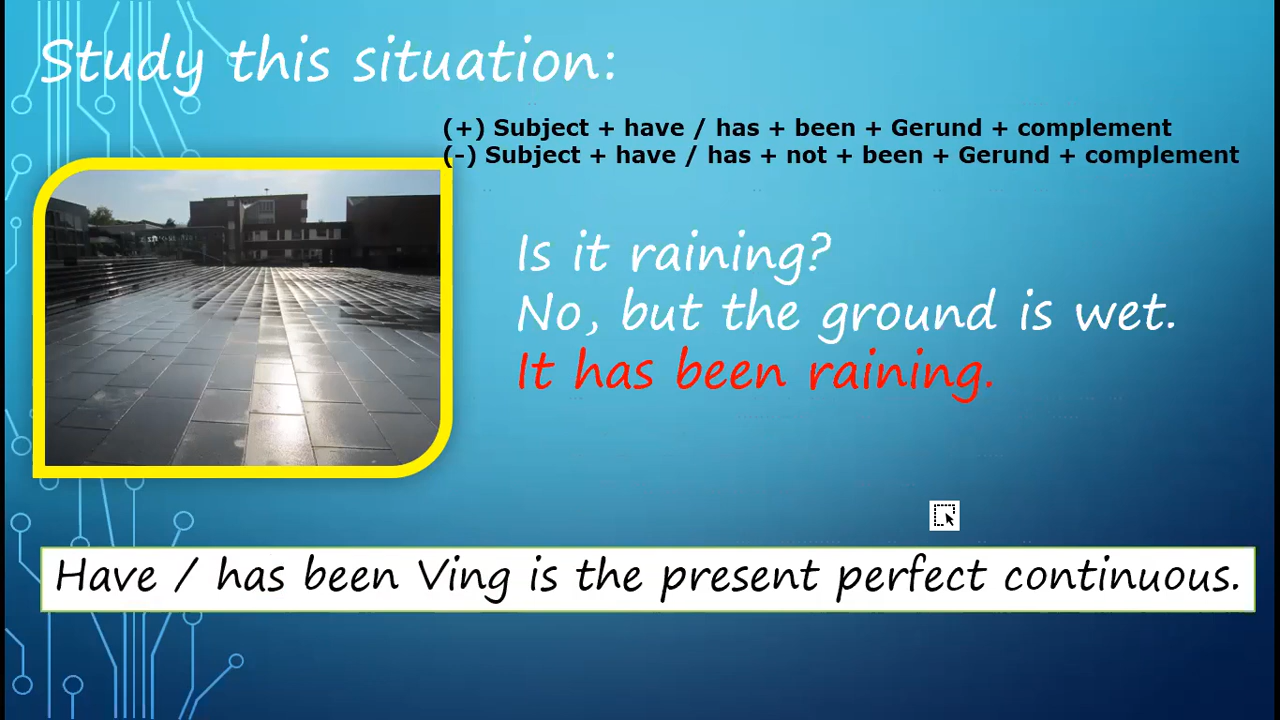 Study this situation:
(+) Subject + have / has + been + Gerund + complement
(-) Subject + have / has + not + been + Gerund + complement
Is it raining?
No, but the ground is wet.
It has been raining.
Have / has been Ving is the present perfect continuous.